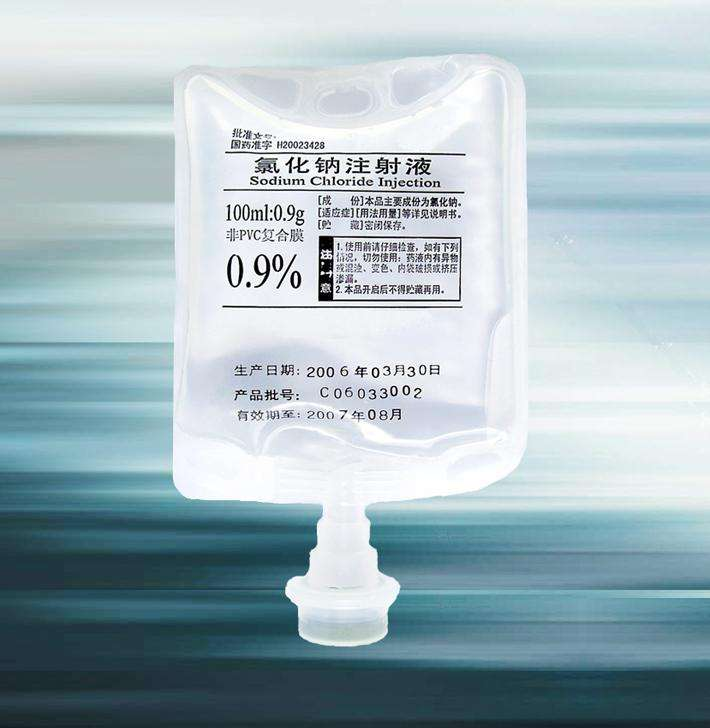 批准文号:
国药准字 H20023428
氯化钠注射液
Sodium Chloride Injection
100ml:0.9g
非PVC复合膜
0.9%
[成 份]本品主要成份为氯化钠。
[适应症][用法用量]等详见说明书。
[贮 藏]密闭保存。
注意
1.使用前请仔细检查,如有下列
情况,切勿使用:药液内有异物
或混浊、变色、内袋破损或挤压
渗漏。
2.本品开启后不得贮藏再用。
生产日期: 2006年03月30日
产品批号: C06033002
有效期至: 2007年08月